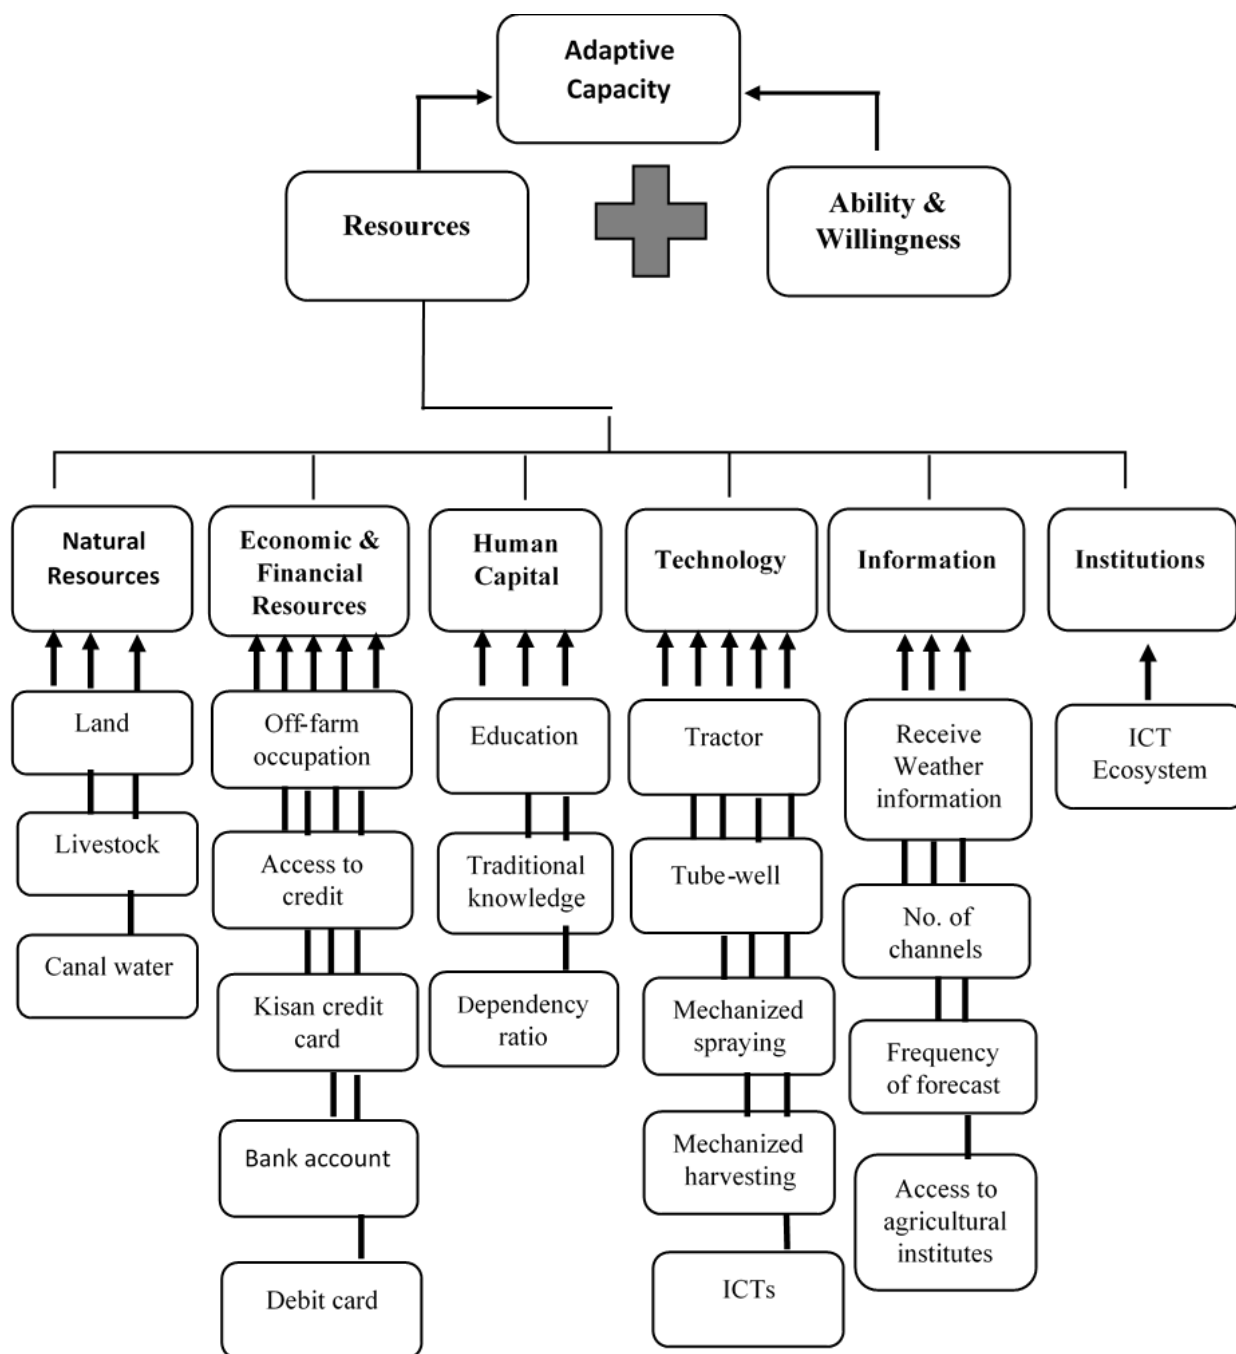 Adaptive
Capacity
Resources
Ability &
Willingness
Natural
Resources
Economic &
Financial
Resources
Human
Capital
Technology
Information
Institutions
Land
Livestock
Canal water
Off-farm
occupation
Access to
credit
Kisan credit
card
Bank account
Debit card
Education
Traditional
knowledge
Dependency
ratio
Tractor
Tube-well
Mechanized
spraying
Mechanized
harvesting
ICTs
Receive
Weather
information
No. of
channels
Frequency
of forecast
Access to
agricultural
institutes
ICT
Ecosystem